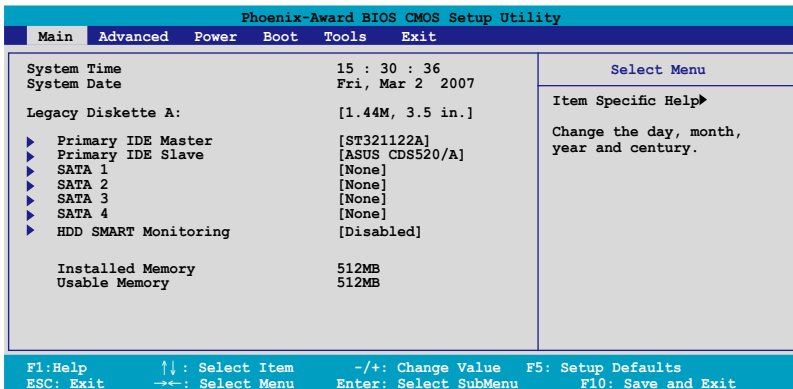 Phoenix-Award BIOS CMOS Setup Utility
Main Advanced Power Boot Tools Exit
System Time 15 : 30 : 36
System Date Fri, Mar 2 2007
Legacy Diskette A: [1.44M, 3.5 in.]
Primary IDE Master [ST321122A]
Primary IDE Slave [ASUS CDS520/A]
SATA 1 [None]
SATA 2 [None]
SATA 3 [None]
SATA 4 [None]
HDD SMART Monitoring [Disabled]
Installed Memory 512MB
Usable Memory 512MB
Select Menu
Item Specific Help
Change the day, month,
year and century.
F1:Help ↑↓ : Select Item -/+: Change Value F5: Setup Defaults
ESC: Exit →←: Select Menu Enter: Select SubMenu F10: Save and Exit